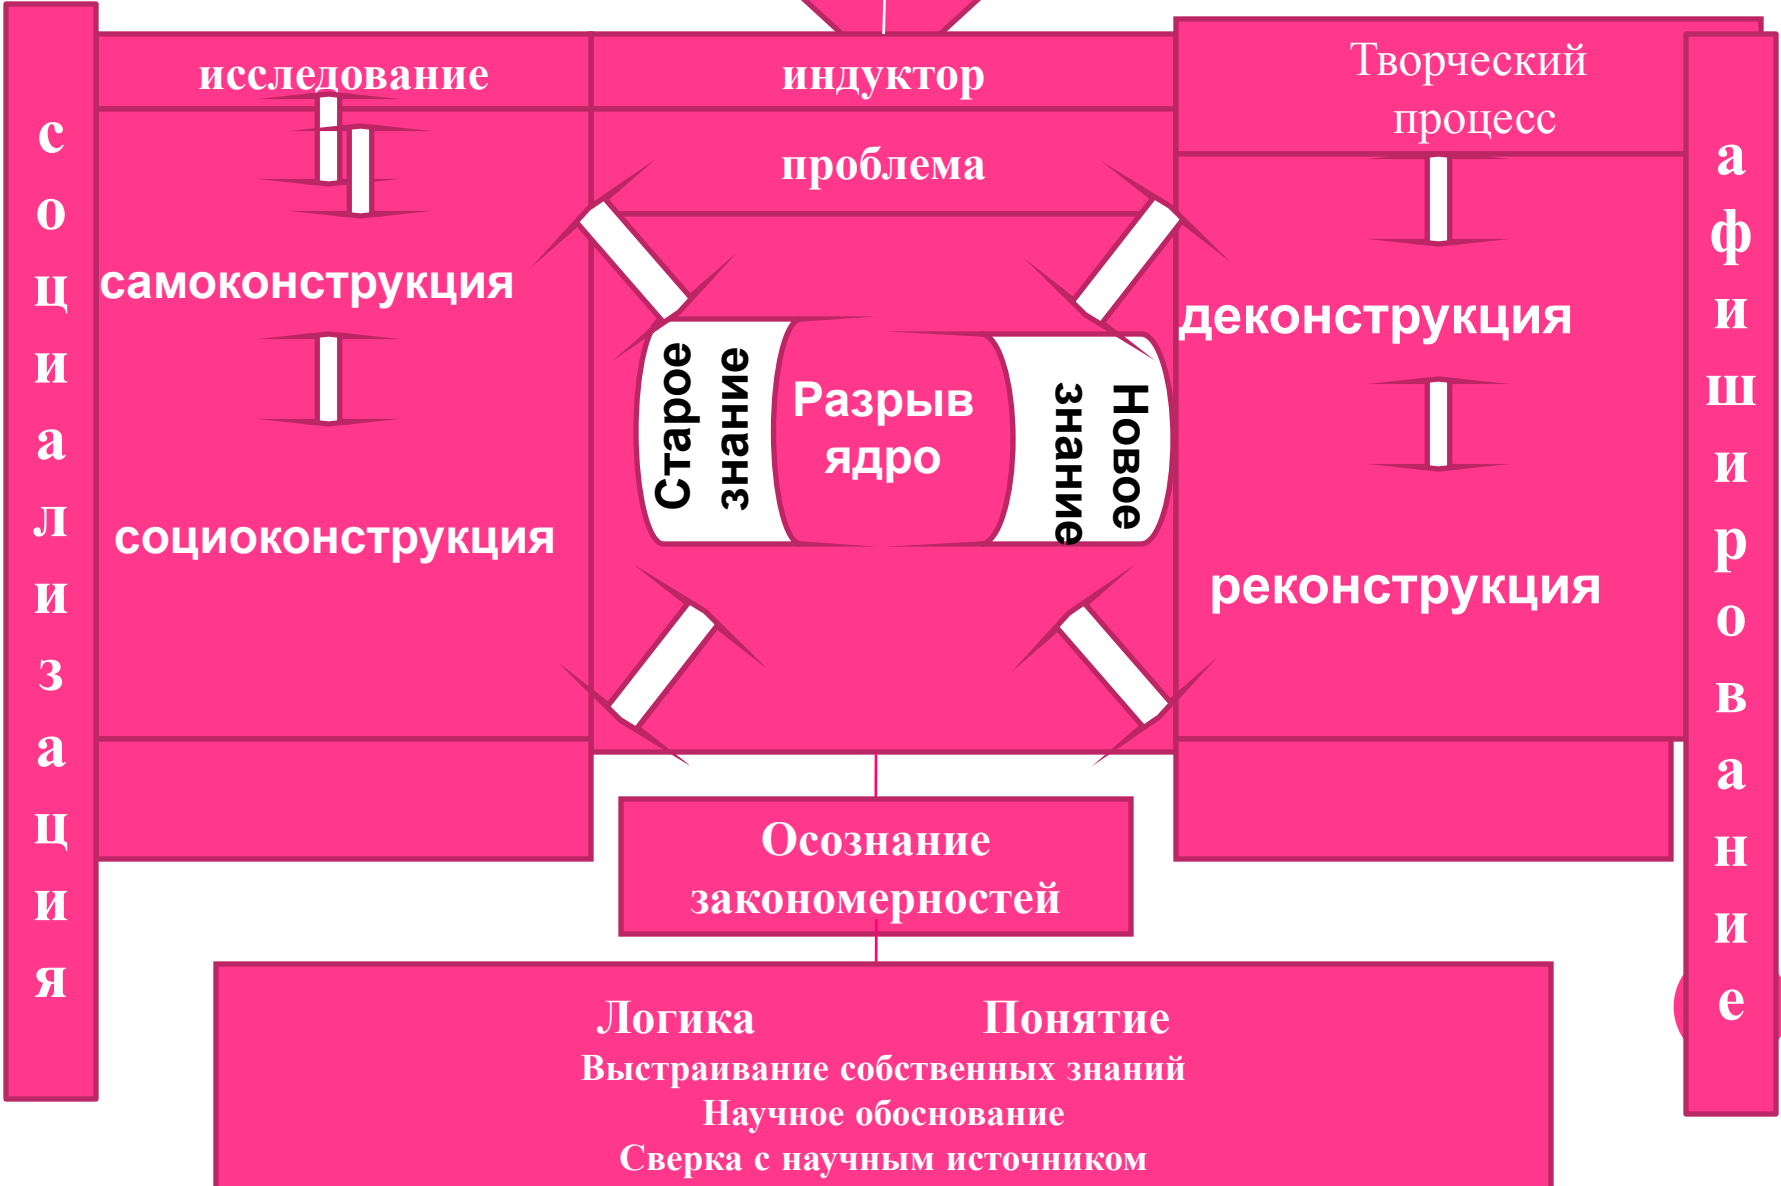 социализация
исследование
самоконструкция
социоконструкция
индуктор
проблема
Старое
знание
Разрыв
ядро
Новое
знание
Творческий
процесс
деконструкция
реконструкция
афиширование
Осознание
закономерностей
Логика Понятие
Выстраивание собственных знаний
Научное обоснование
Сверка с научным источником